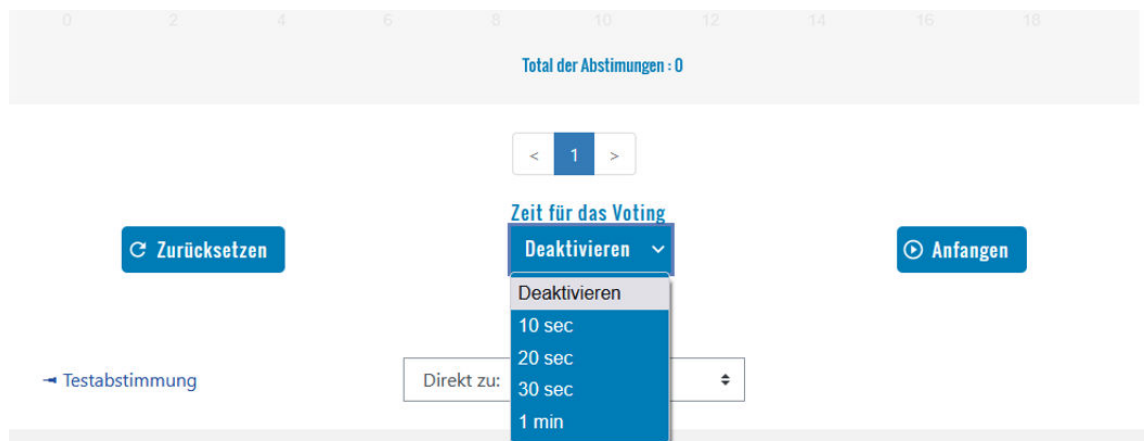 0 2 4 6 8 10 12 14 16 18
Total der Abstimungen : 0
< 1 >
Zeit für das Voting
Zurücksetzen
Deaktivieren
Anfangen
Deaktivieren
10 sec
20 sec
30 sec
1 min
Testabstimmung
Direkt zu: